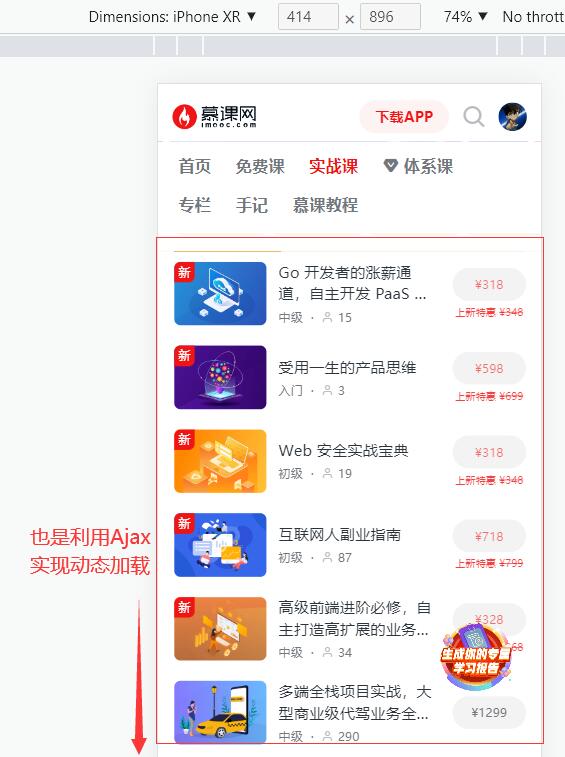 Dimensions: iPhone XR ▼ 414 × 896 74% ▼ No thrott
慕课网
imooc.com
下载APP
首页 免费课 实战课 体系课
专栏 手记 慕课教程
新
Go 开发者的涨薪通
道，自主开发 PaaS ...
中级 · 15
¥318
上新特惠 ¥348
新
受用一生的产品思维
入门 · 3
¥598
上新特惠 ¥699
新
Web 安全实战宝典
初级 · 19
¥318
上新特惠 ¥348
新
互联网人副业指南
初级 · 87
¥718
上新特惠 ¥799
新
高级前端进阶必修，自
主打造高扩展的业务...
中级 · 34
¥328
68
生成你的专属
学习报告
多端全栈项目实战，大
型商业级代驾业务全...
中级 · 290
¥1299
也是利用Ajax
实现动态加载